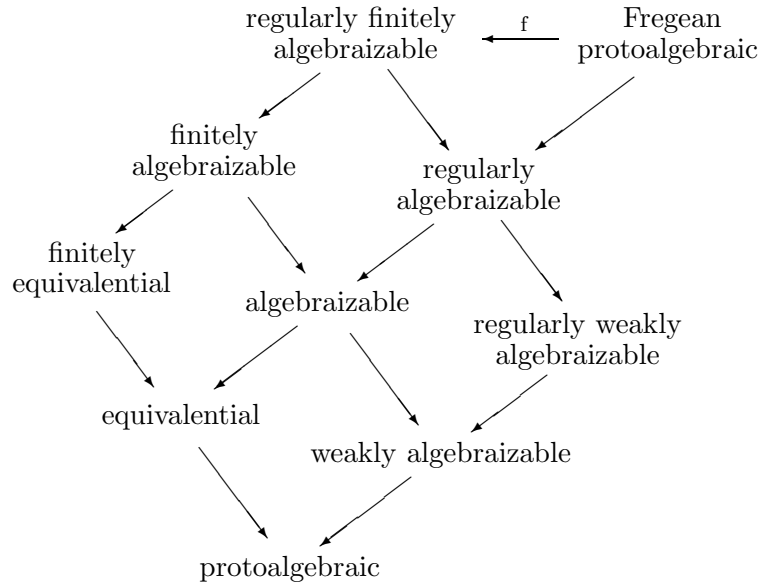 regularly finitely
algebraizable
f
Fregean
protoalgebraic
finitely
algebraizable
regularly
algebraizable
finitely
equivalential
algebraizable
regularly weakly
algebraizable
equivalential
weakly algebraizable
protoalgebraic